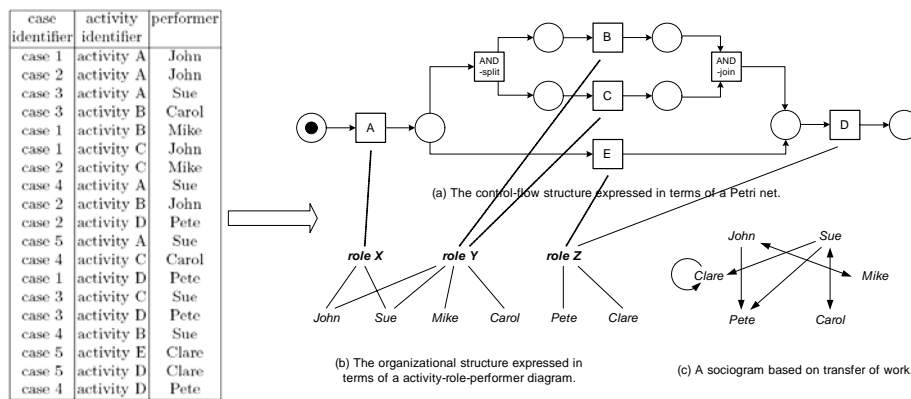 case activity performer
identifier identifier
case 1 activity A John
case 2 activity A John
case 3 activity A Sue
case 3 activity B Carol
case 1 activity B Mike
case 1 activity C John
case 2 activity C Mike
case 4 activity A Sue
case 2 activity B John
case 2 activity D Pete
case 5 activity A Sue
case 4 activity C Carol
case 1 activity D Pete
case 3 activity C Sue
case 3 activity D Pete
case 4 activity B Sue
case 5 activity E Clare
case 5 activity D Clare
case 4 activity D Pete
B
AND
-split
AND
-join
C
A
D
E
(a) The control-flow structure expressed in terms of a Petri net.
role X role Y role Z
John Sue Mike Carol Pete Clare
(b) The organizational structure expressed in
terms of a activity-role-performer diagram.
John Sue
Clare Mike
Pete Carol
(c) A sociogram based on transfer of work.